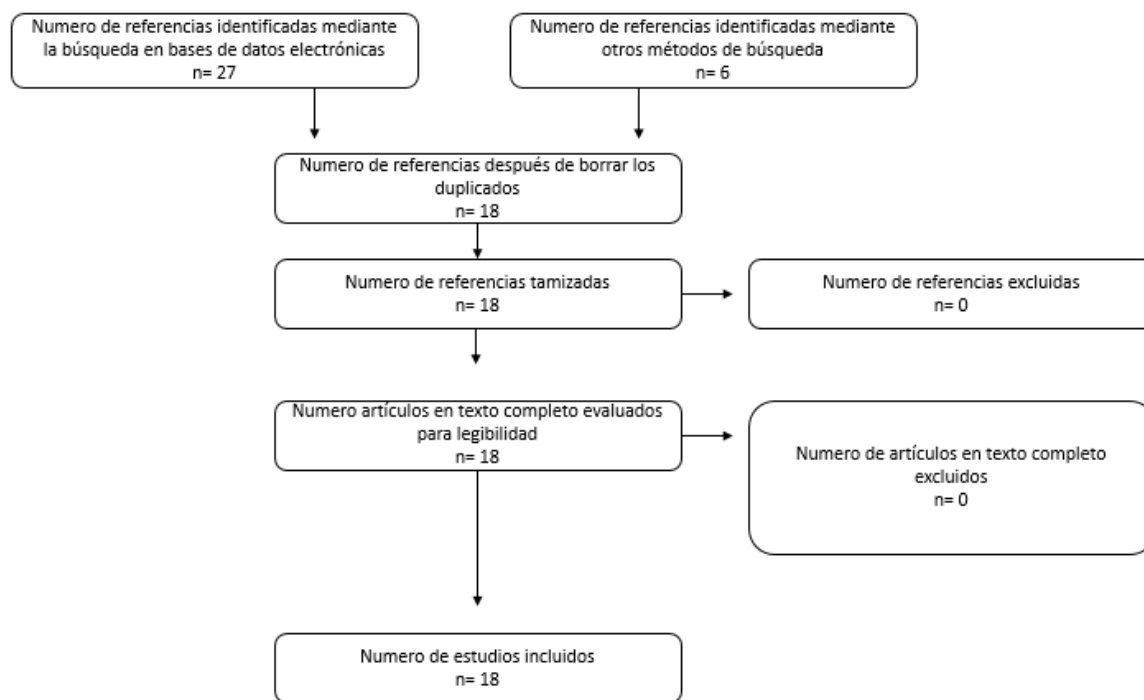 Numero de referencias identificadas mediante
la búsqueda en bases de datos electrónicas
n= 27
Numero de referencias identificadas mediante
otros métodos de búsqueda
n= 6
Numero de referencias después de borrar los
duplicados
n= 18
Numero de referencias tamizadas
n= 18
Numero de referencias excluidas
n= 0
Numero artículos en texto completo evaluados
para legibilidad
n= 18
Numero de artículos en texto completo
excluidos
n= 0
Numero de estudios incluidos
n= 18